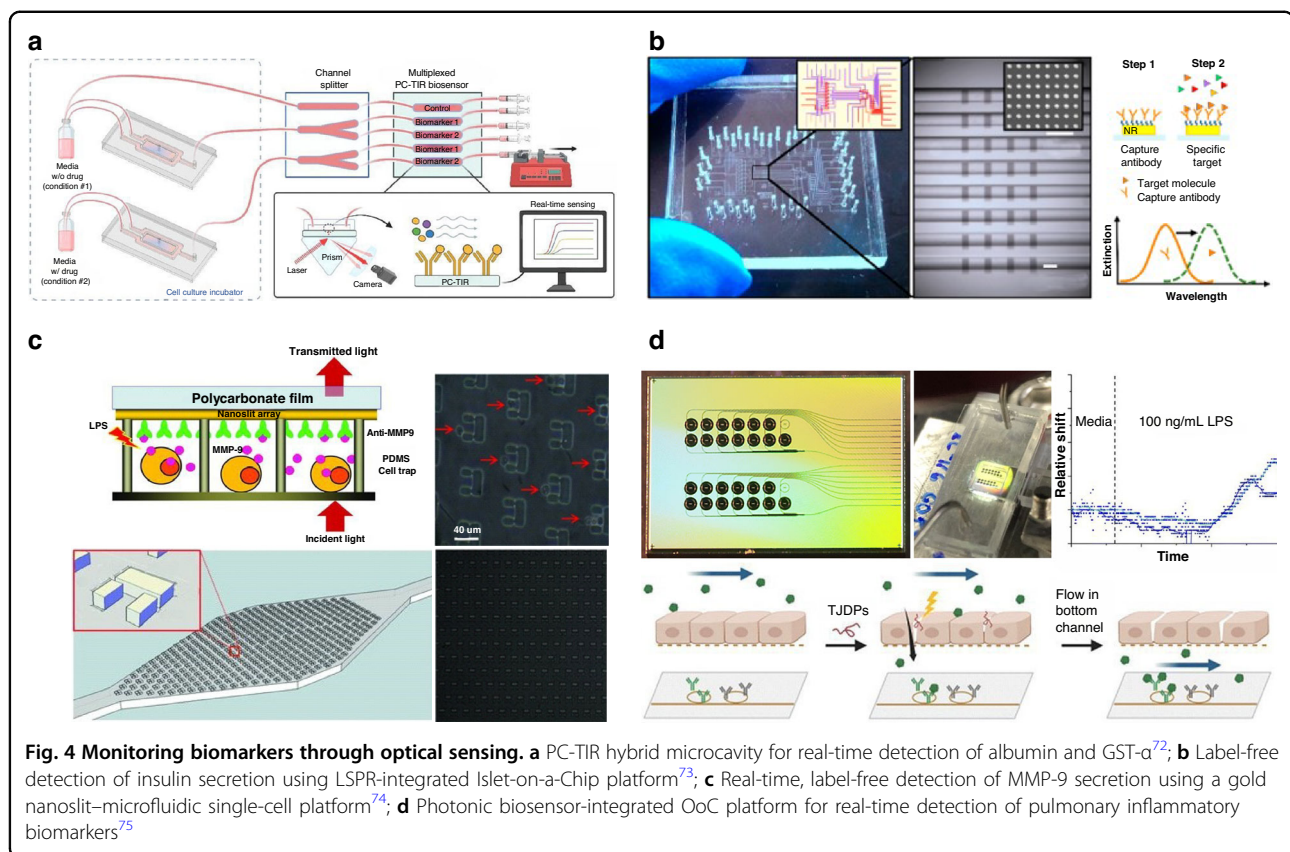 a
Channel
splitter
Multiplexed
PC-TIR biosensor
Control
Biomarker 1
Biomarker 2
Biomarker 1
Biomarker 2
Media
w/o drug
(condition #1)
Media
w/ drug
(condition #2)
Cell culture incubator
Real-time sensing
Laser
Prism
Camera
PC-TIR
b
Step 1
Step 2
NR
Capture
antibody
Specific
target
Target molecule
Capture antibody
Extinction
Wavelength
c
Transmitted light
Polycarbonate film
Nanoslit array
LPS
Anti-MMP9
MMP-9
PDMS
Cell trap
Incident light
40 um
d
Relative shift
Media
100 ng/mL LPS
Time
TJDPs
Flow in
bottom
channel
Fig. 4 Monitoring biomarkers through optical sensing. a PC-TIR hybrid microcavity for real-time detection of albumin and GST-α72; b Label-free
detection of insulin secretion using LSPR-integrated Islet-on-a-Chip platform73; c Real-time, label-free detection of MMP-9 secretion using a gold
nanoslit–microfluidic single-cell platform74; d Photonic biosensor-integrated OoC platform for real-time detection of pulmonary inflammatory
biomarkers75